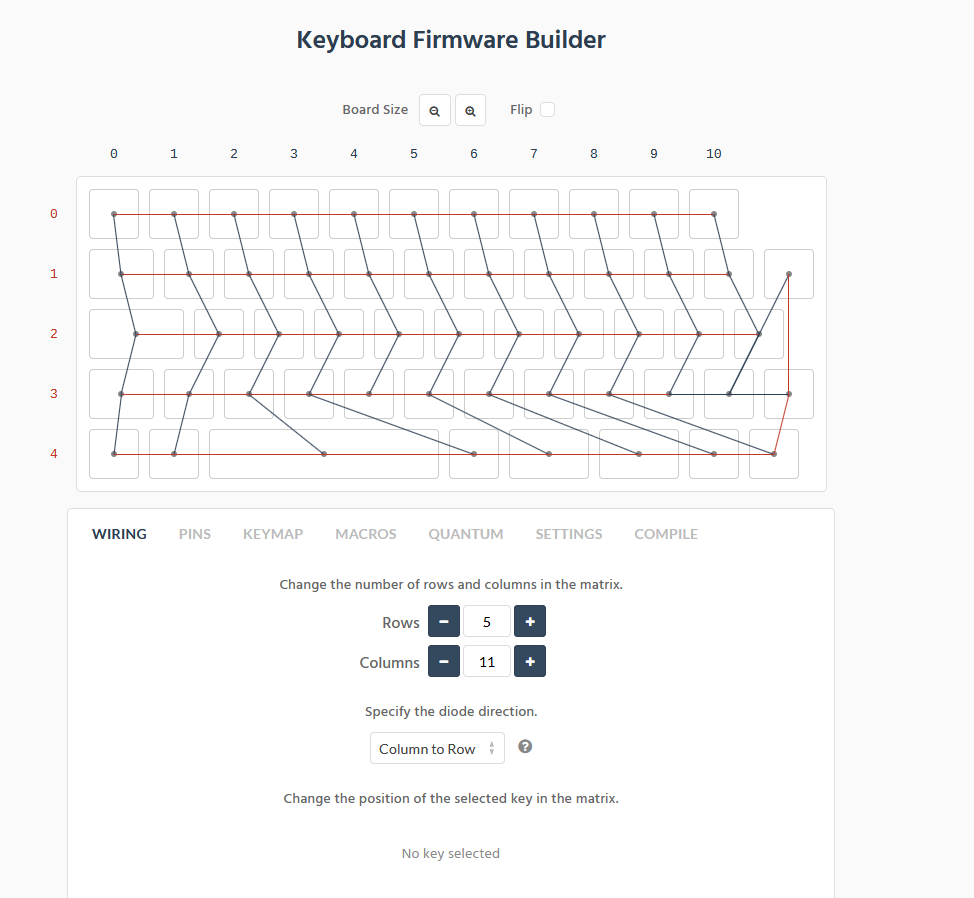 Keyboard Firmware Builder
Board Size Flip
0 1 2 3 4 5 6 7 8 9 10
0
1
2
3
4
WIRING PINS KEYMAP MACROS QUANTUM SETTINGS COMPILE
Change the number of rows and columns in the matrix.
Rows − 5 +
Columns − 11 +
Specify the diode direction.
Column to Row ?
Change the position of the selected key in the matrix.
No key selected